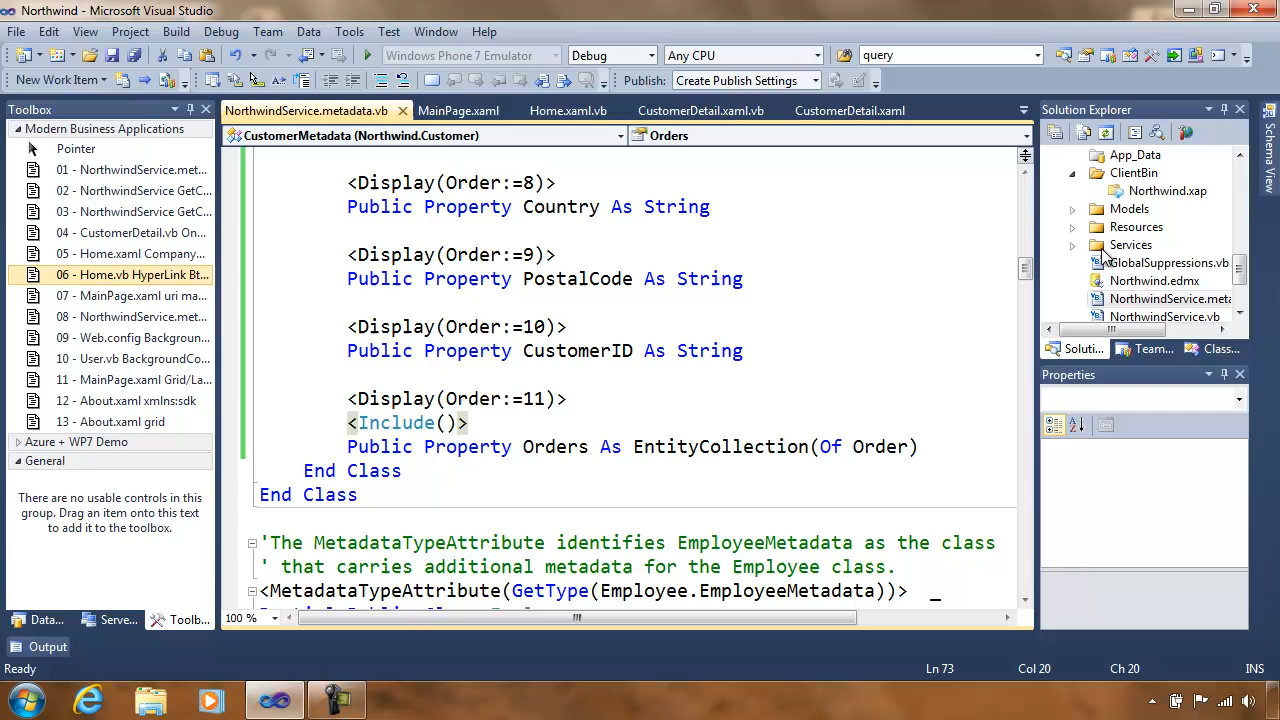 Northwind - Microsoft Visual Studio
File Edit View Project Build Debug Team Data Tools Test Window Help
Windows Phone 7 Emulator Debug Any CPU query
New Work Item Publish: Create Publish Settings
Toolbox
NorthwindService.metadata.vb MainPage.xaml Home.xaml.vb CustomerDetail.xaml.vb CustomerDetail.xaml
Solution Explorer
Schema View
Modern Business Applications
Pointer
01 - NorthwindService.met...
02 - NorthwindService GetC...
03 - NorthwindService GetC...
04 - CustomerDetail.vb On...
05 - Home.xaml Company...
06 - Home.vb HyperLink Bt...
07 - MainPage.xaml uri ma...
08 - NorthwindService.met...
09 - Web.config Backgroun...
10 - User.vb BackgroundCo...
11 - MainPage.xaml Grid/La...
12 - About.xaml xmlns:sdk
13 - About.xaml grid
Azure + WP7 Demo
General
There are no usable controls in this
group. Drag an item onto this text
to add it to the toolbox.
Data... Serve... Toolb...
CustomerMetadata (Northwind.Customer) Orders
<Display(Order:=8)>
Public Property Country As String
<Display(Order:=9)>
Public Property PostalCode As String
<Display(Order:=10)>
Public Property CustomerID As String
<Display(Order:=11)>
<Include()>
Public Property Orders As EntityCollection(Of Order)
End Class
End Class
'The MetadataTypeAttribute identifies EmployeeMetadata as the class
' that carries additional metadata for the Employee class.
<MetadataTypeAttribute(GetType(Employee.EmployeeMetadata))> _
100 %
App_Data
ClientBin
Northwind.xap
Models
Resources
Services
GlobalSuppressions.vb
Northwind.edmx
NorthwindService.meta
NorthwindService.vb
Soluti... Team... Class...
Properties
Output
Ready Ln 73 Col 20 Ch 20 INS